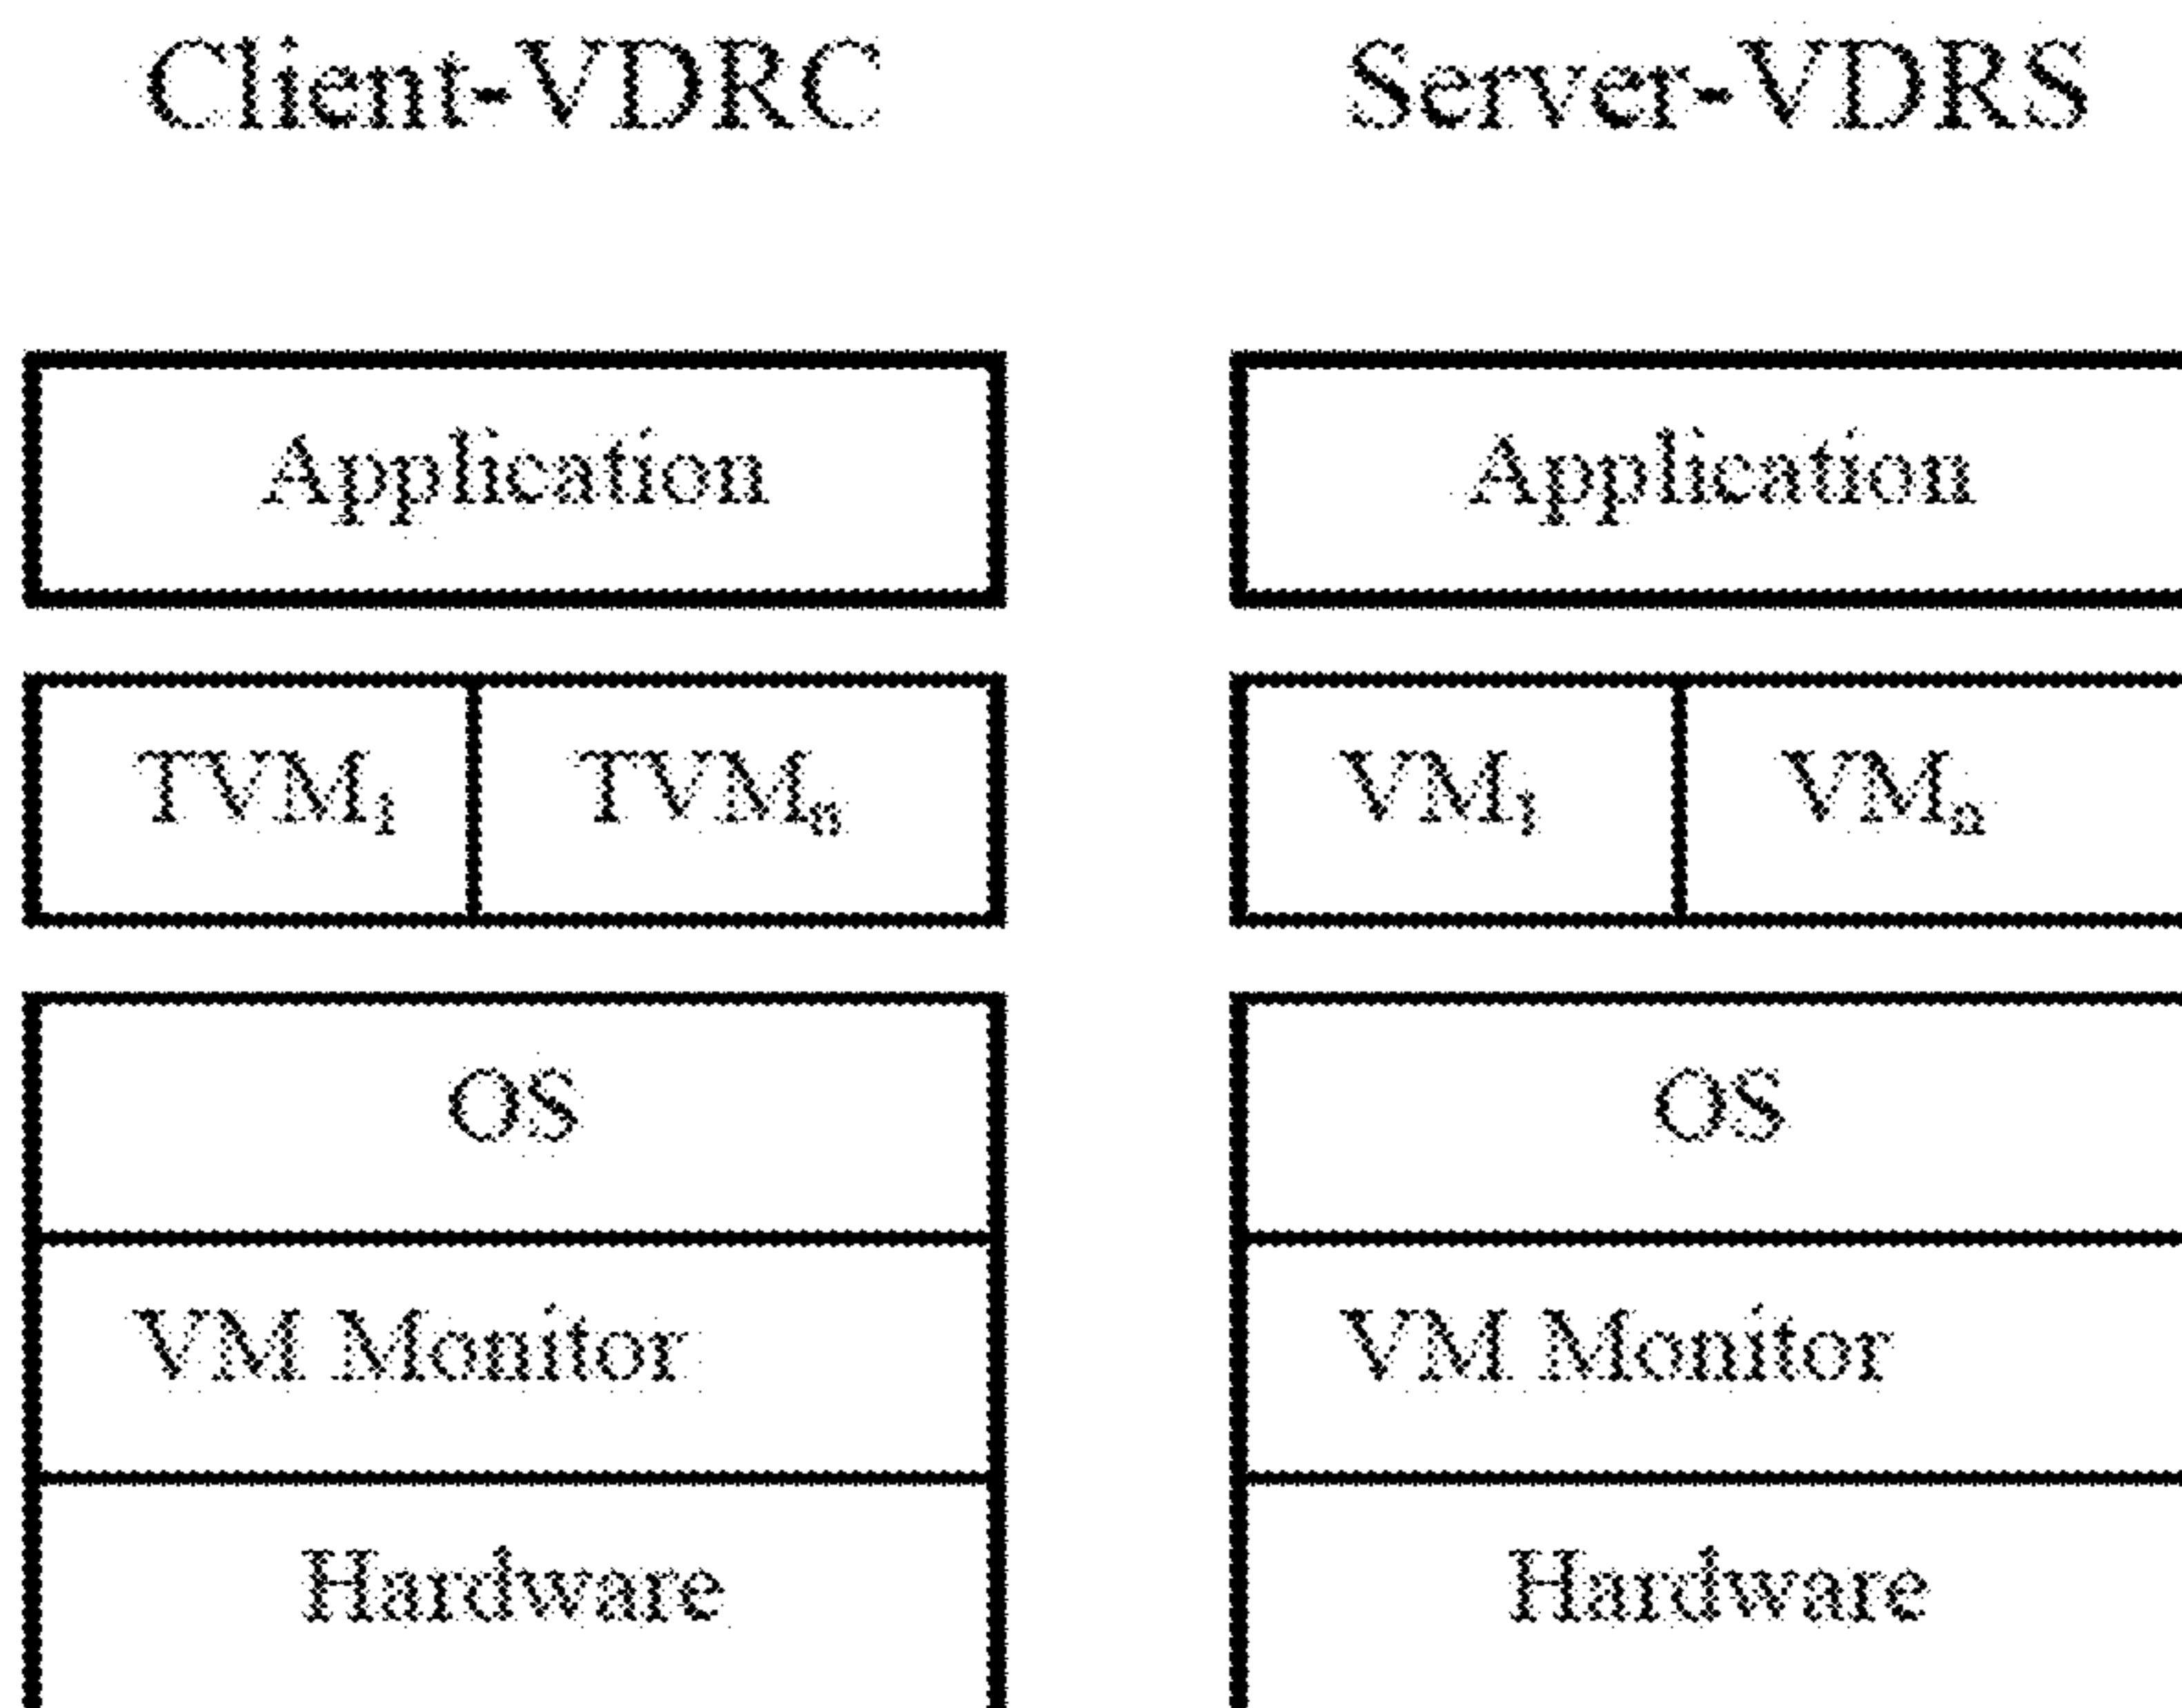 Client-VDRC Server-VDRS
Application Application
TVM₁ TVMₙ VM₁ VMₙ
OS OS
VM Monitor VM Monitor
Hardware Hardware